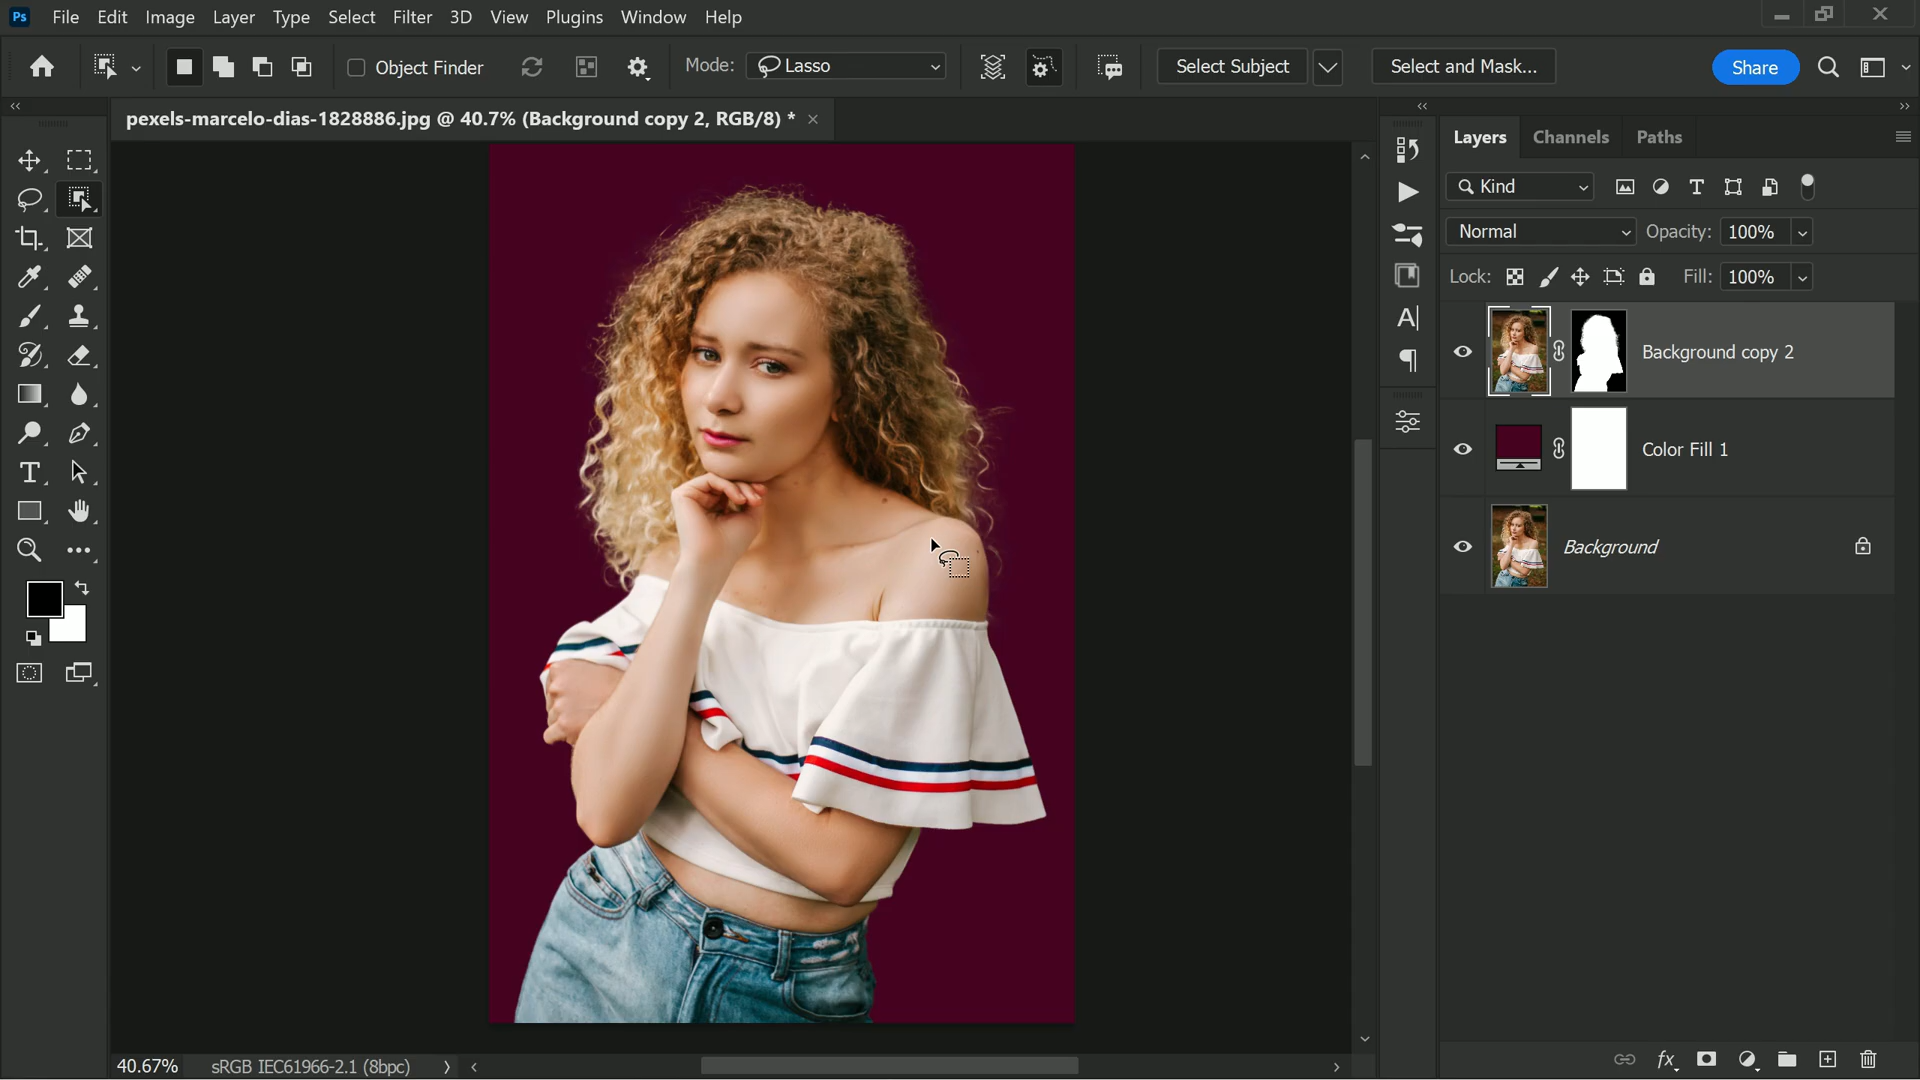 Ps File Edit Image Layer Type Select Filter 3D View Plugins Window Help
Object Finder Mode: Lasso Select Subject Select and Mask... Share
pexels-marcelo-dias-1828886.jpg @ 40.7% (Background copy 2, RGB/8) *
Layers Channels Paths
Kind
Normal Opacity: 100%
Lock: Fill: 100%
Background copy 2
Color Fill 1
Background
40.67% sRGB IEC61966-2.1 (8bpc)